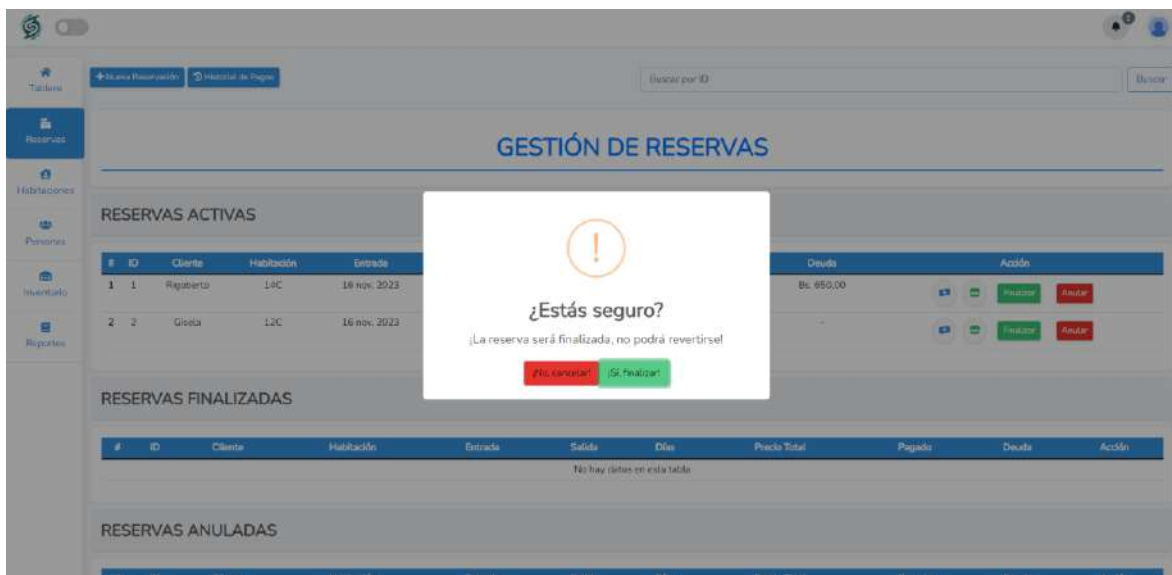 Tablero
+Nueva Reservación Historial de Pagos Buscar por ID Buscar
Reservas
GESTIÓN DE RESERVAS
Habitaciones
RESERVAS ACTIVAS
Personas
# ID Cliente Habitación Entrada Deuda Acción
Inventario
1 1 Rigoberto 14C 16 nov. 2023 Bs. 650,00 Finalizar Anular
2 2 Gisela 12C 16 nov. 2023 - Finalizar Anular
Reportes
!
¿Estás seguro?
¡La reserva será finalizada, no podrá revertirse!
¡No, cancelar! ¡Sí, finalizar!
RESERVAS FINALIZADAS
# ID Cliente Habitación Entrada Salida Días Precio Total Pagado Deuda Acción
No hay datos en esta tabla
RESERVAS ANULADAS